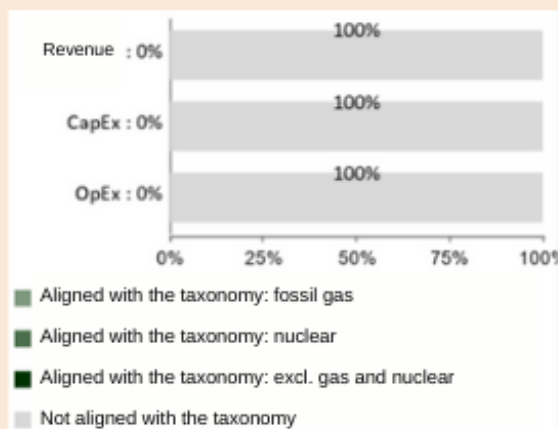 100%
Revenue : 0%
100%
CapEx : 0%
100%
OpEx : 0%
0% 25% 50% 75% 100%
Aligned with the taxonomy: fossil gas
Aligned with the taxonomy: nuclear
Aligned with the taxonomy: excl. gas and nuclear
Not aligned with the taxonomy